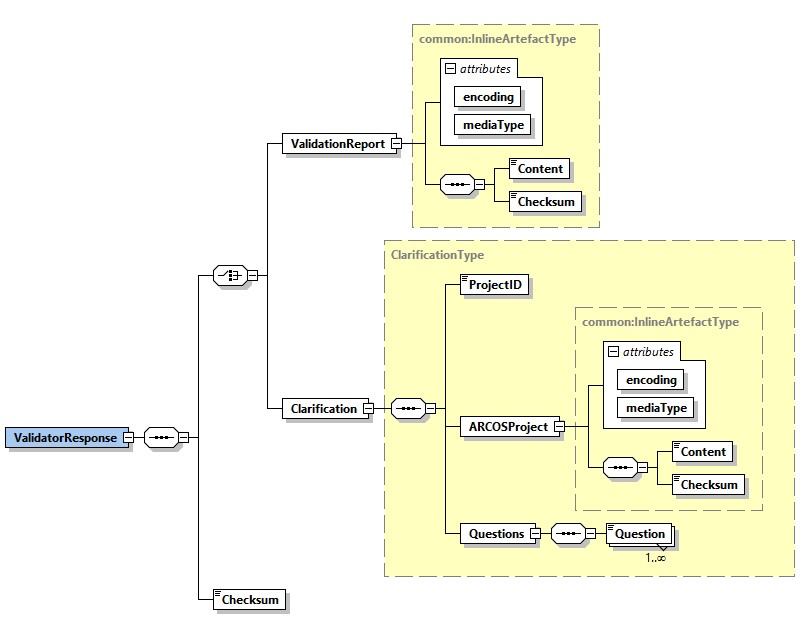 common:InlineArtefactType
attributes
encoding
mediaType
ValidationReport
Content
Checksum
ClarificationType
ProjectID
common:InlineArtefactType
attributes
encoding
mediaType
Clarification
ARCOSProject
ValidatorResponse
Content
Checksum
Questions
Question
1..∞
Checksum